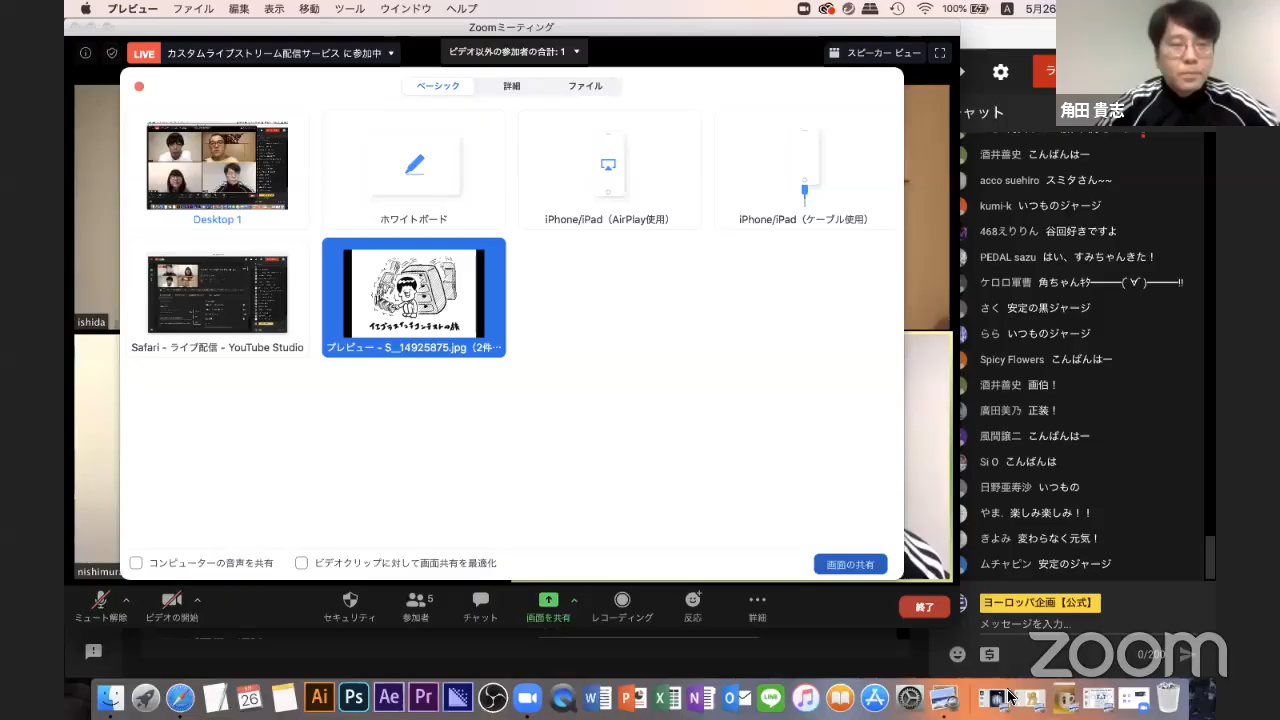 プレビュー ファイル 編集 表示 移動 ツール ウインドウ ヘルプ
100%
A
5月26
Zoomミーティング
LIVE カスタムライブストリーム配信サービス に参加中
ビデオ以外の参加者の合計: 1
スピーカー ビュー
角田 貴志
ベーシック
詳細
ファイル
Desktop 1
ホワイトボード
iPhone/iPad（AirPlay使用）
iPhone/iPad（ケーブル使用）
Safari - ライブ配信 - YouTube Studio
プレビュー - S__14925875.jpg（2件…
ishida
コンピューターの音声を共有
ビデオクリップに対して画面共有を最適化
画面の共有
ミュート解除
ビデオの開始
セキュリティ
5
参加者
チャット
画面を共有
レコーディング
反応
詳細
終了
ャット
酒井善史 こんばんはー
acco suehiro スミタさん~~
kumi-k いつものジャージ
468えりりん 谷回好きですよ
PEDAL sazu はい、すみちゃんきた！
ケロロ軍曹 角ちゃんｷﾀ━━━(ﾟ∀ﾟ)━━━!!
さく 安定の黒ジャージ
らら いつものジャージ
Spicy Flowers こんばんはー
酒井善史 画伯！
廣田美乃 正装！
風間譲二 こんばんはー
Si O こんばんは
日野亜寿沙 いつもの
やま. 楽しみ楽しみ！！
きよみ 変わらなく元気！
ムチャビン 安定のジャージ
ヨーロッパ企画【公式】
メッセージを入力...
0/200
zoom
26
Ai
Ps
Ae
Pr
LINE